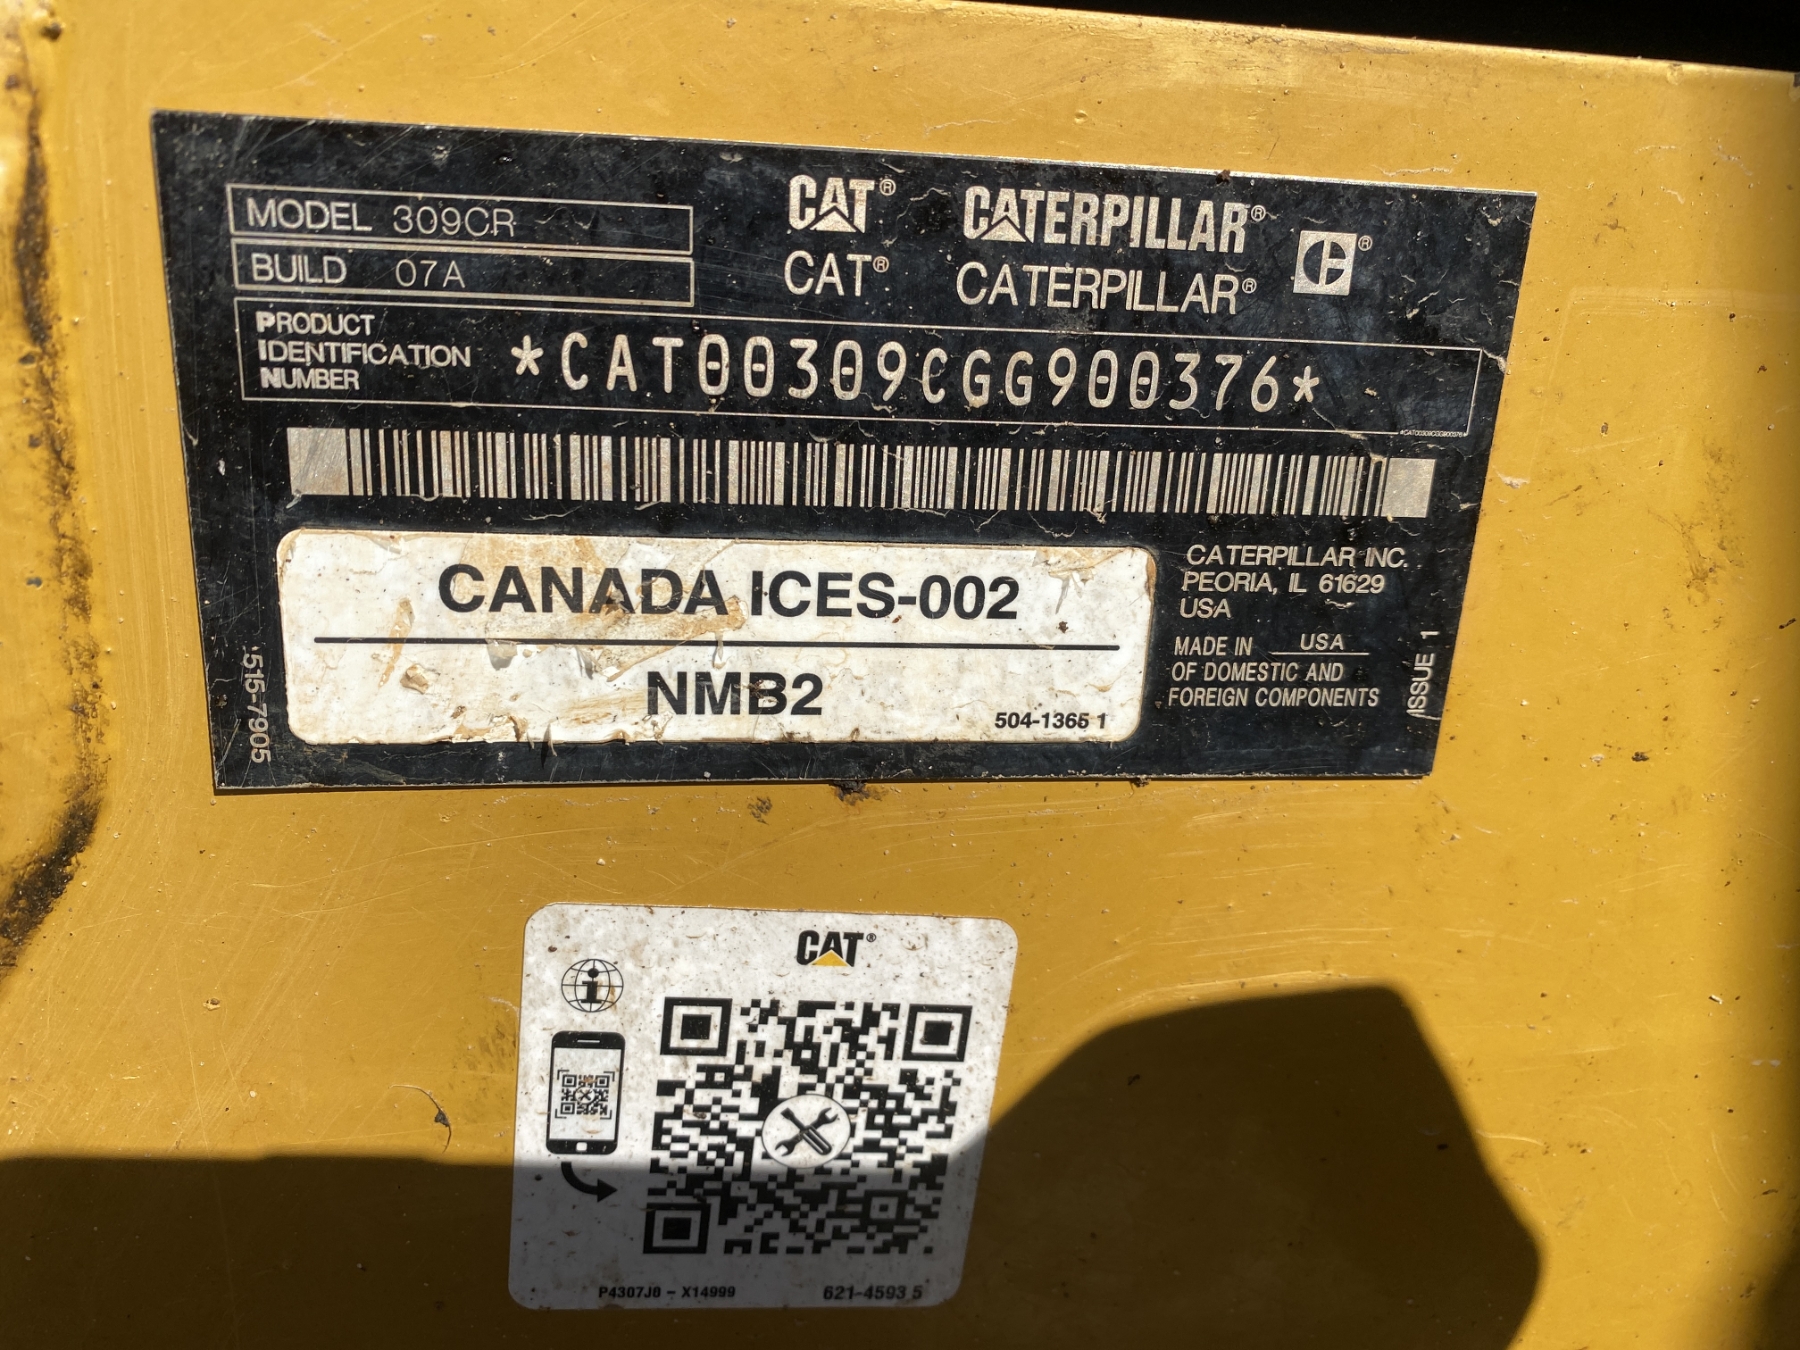 MODEL 309CR
BUILD 07A
CAT® CATERPILLAR® C®
CAT® CATERPILLAR®
PRODUCT
IDENTIFICATION
NUMBER
*CAT00309CGG900376*
*CAT00309CGG900376*
CANADA ICES-002
NMB2
504-1365 1
CATERPILLAR INC.
PEORIA, IL 61629
USA
MADE IN USA
OF DOMESTIC AND
FOREIGN COMPONENTS
ISSUE 1
515-7905
CAT®
i
P4307J0 - X14999
621-4593 5